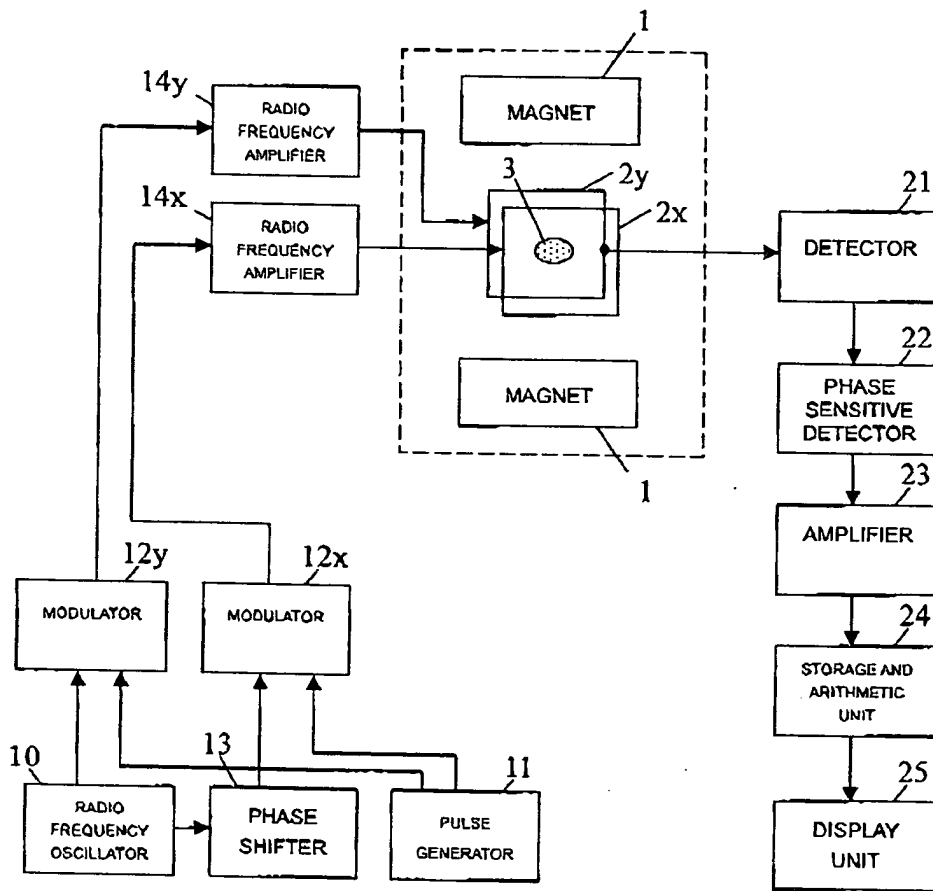 1
14y
RADIO
FREQUENCY
AMPLIFIER
MAGNET
14x
RADIO
FREQUENCY
AMPLIFIER
3
2y
2x
21
DETECTOR
22
PHASE
SENSITIVE
DETECTOR
MAGNET
1
23
AMPLIFIER
12y
MODULATOR
12x
MODULATOR
24
STORAGE AND
ARITHMETIC
UNIT
10
RADIO
FREQUENCY
OSCILLATOR
13
PHASE
SHIFTER
11
PULSE
GENERATOR
25
DISPLAY
UNIT